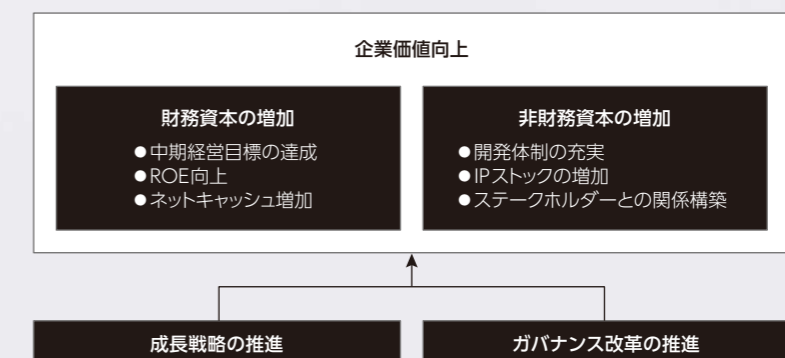 企業価値向上
財務資本の増加
●中期経営目標の達成
●ROE向上
●ネットキャッシュ増加
非財務資本の増加
●開発体制の充実
●IPストックの増加
●ステークホルダーとの関係構築
成長戦略の推進
ガバナンス改革の推進